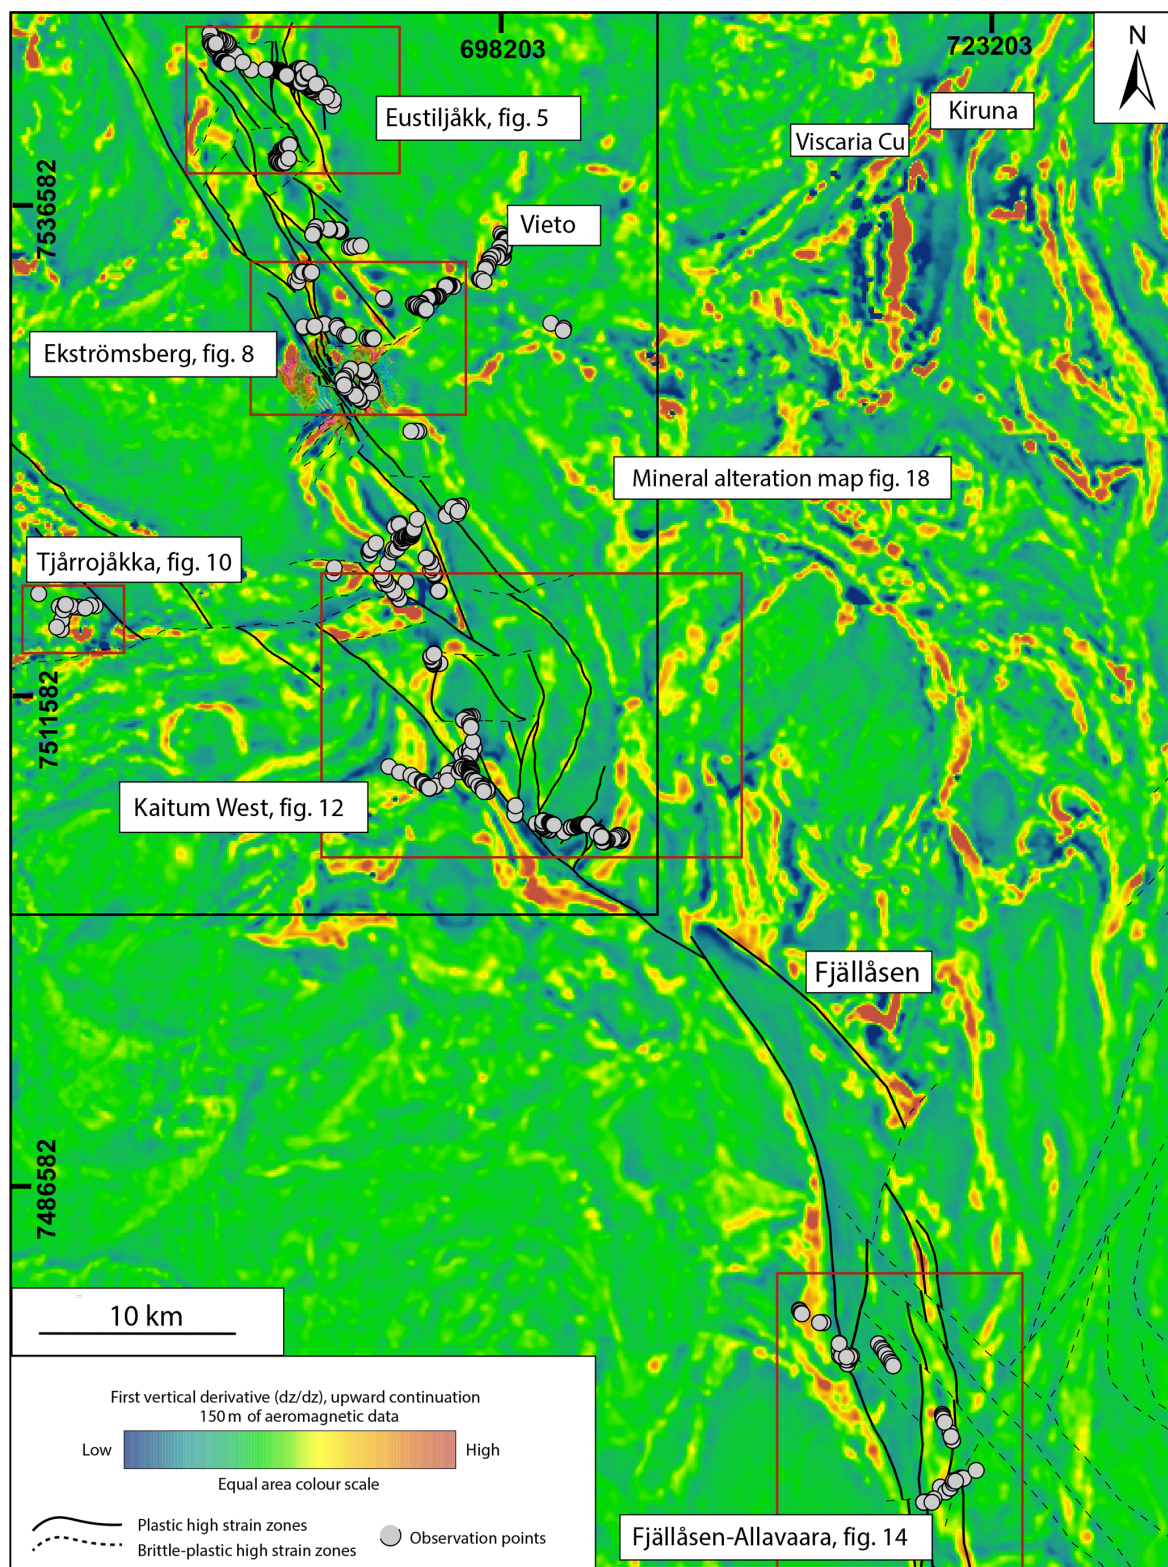 698203
723203
N
Kiruna
Eustiljåkk, fig. 5
Viscaria Cu
7536582
Vieto
Ekströmsberg, fig. 8
Mineral alteration map fig. 18
Tjårrojåkka, fig. 10
7511582
Kaitum West, fig. 12
Fjällåsen
7486582
10 km
First vertical derivative (dz/dz), upward continuation
150 m of aeromagnetic data
Low
High
Equal area colour scale
Plastic high strain zones
Brittle-plastic high strain zones
Observation points
Fjällåsen-Allavaara, fig. 14